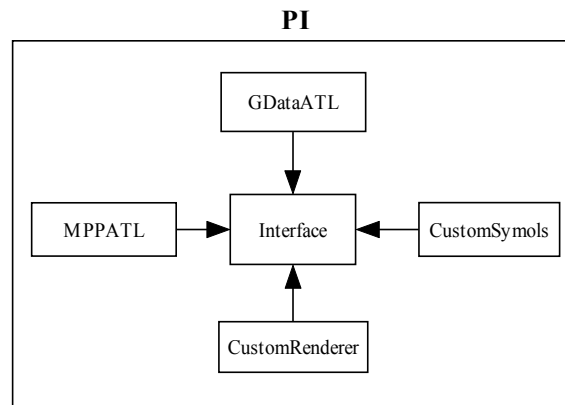 PI
GDataATL
MPPATL
Interface
CustomSymols
CustomRenderer